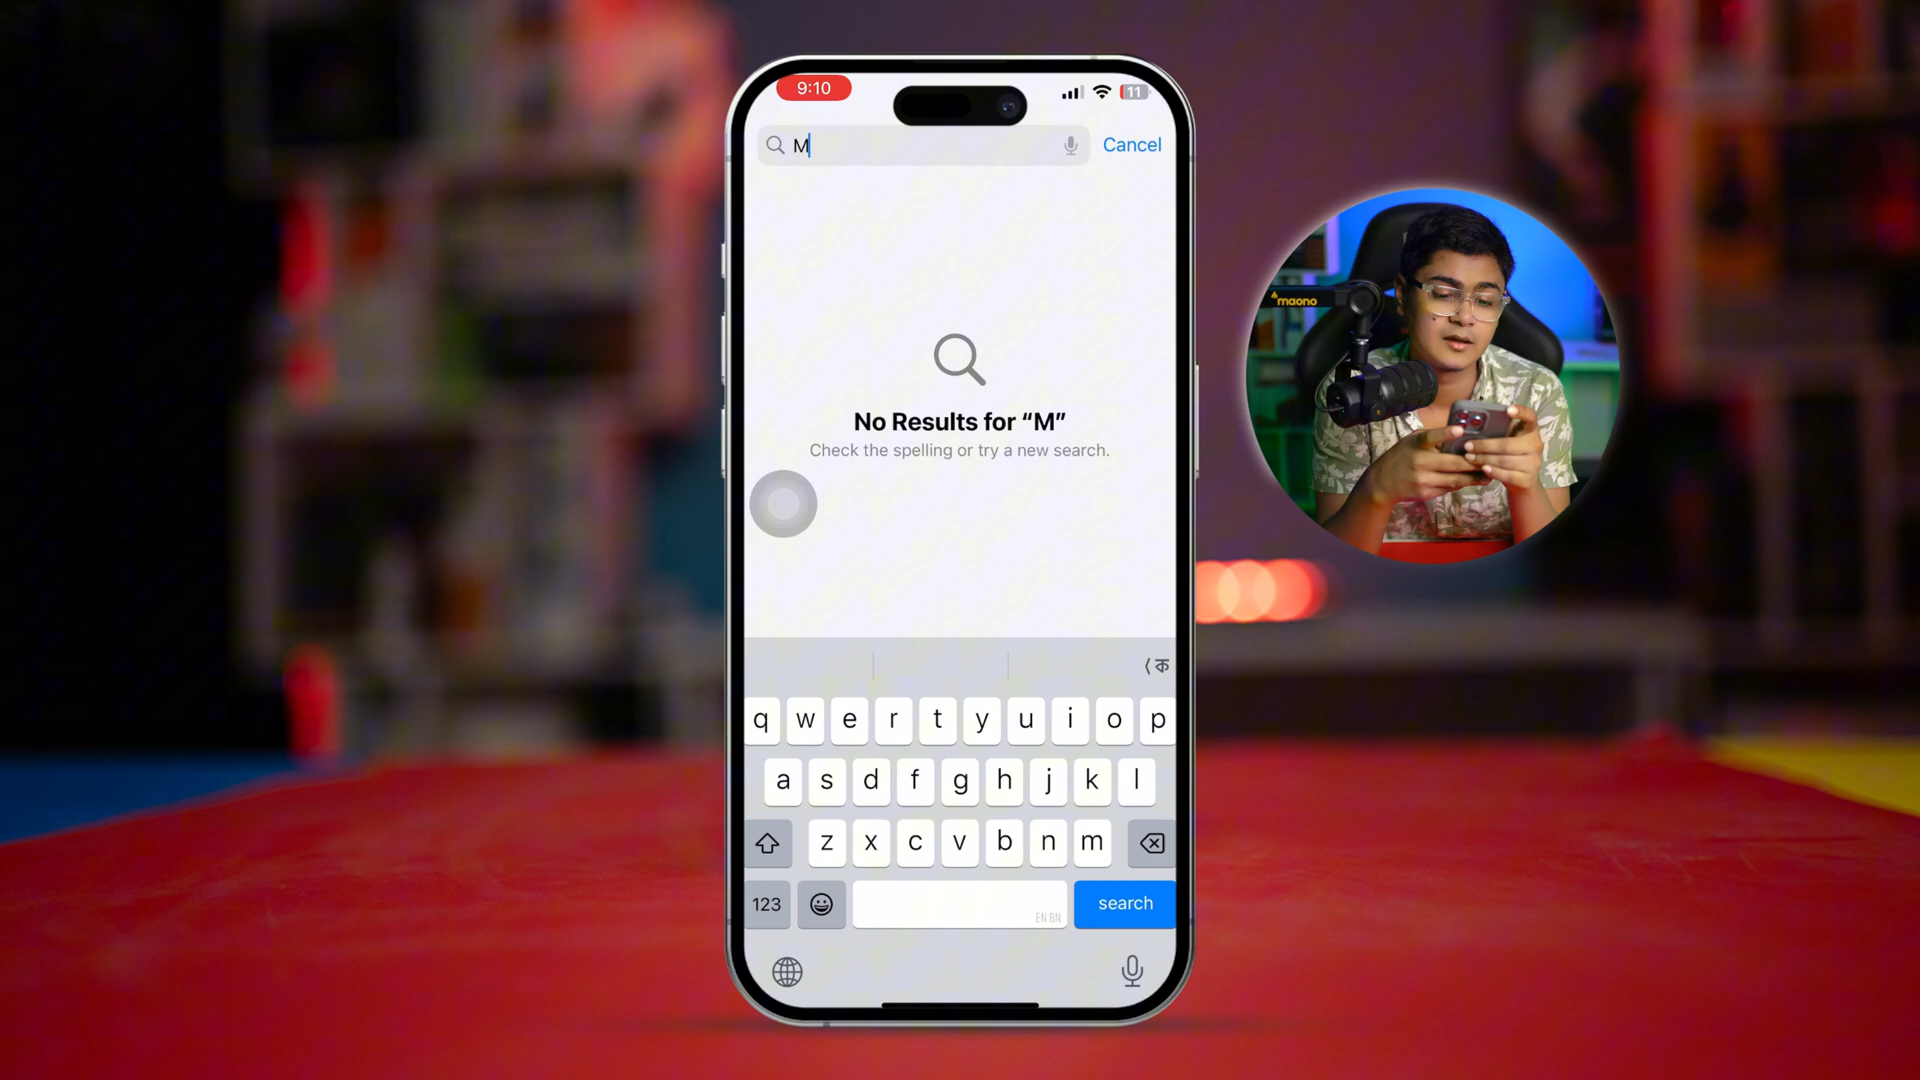 9:10
11
M
Cancel
No Results for “M”
Check the spelling or try a new search.
ক
q w e r t y u i o p
a s d f g h j k l
z x c v b n m
123
EN BN
search
maono